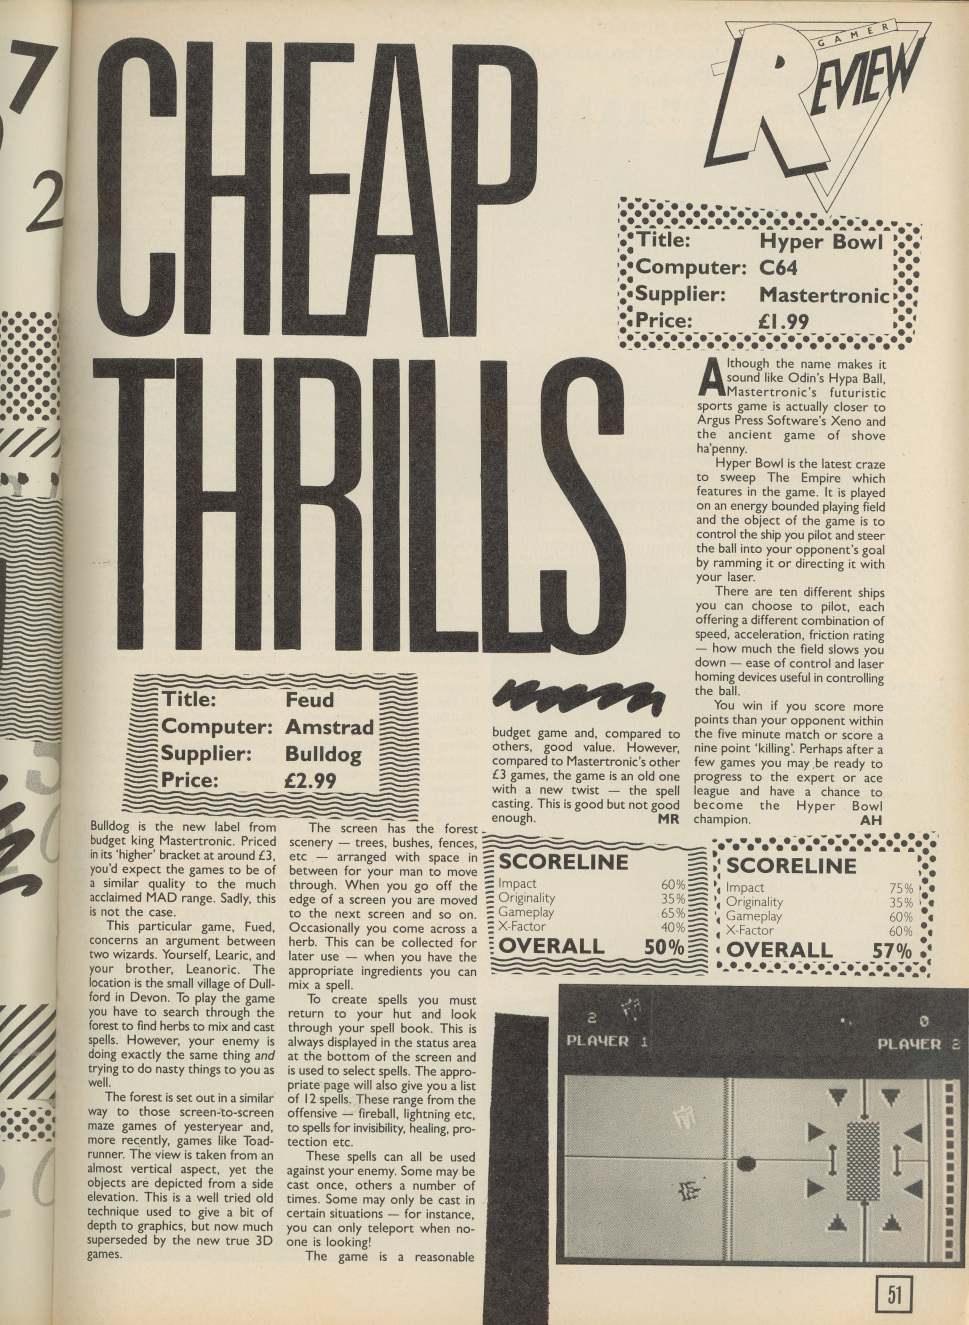 7
2
CHEAP
THRILLS
GAMER
REVIEW
Title: Hyper Bowl
Computer: C64
Supplier: Mastertronic
Price: £1.99
Although the name makes it
sound like Odin's Hypa Ball,
Mastertronic's futuristic
sports game is actually closer to
Argus Press Software's Xeno and
the ancient game of shove
ha'penny.
Hyper Bowl is the latest craze
to sweep The Empire which
features in the game. It is played
on an energy bounded playing field
and the object of the game is to
control the ship you pilot and steer
the ball into your opponent's goal
by ramming it or directing it with
your laser.
There are ten different ships
you can choose to pilot, each
offering a different combination of
speed, acceleration, friction rating
— how much the field slows you
down — ease of control and laser
homing devices useful in controlling
the ball.
You win if you score more
points than your opponent within
the five minute match or score a
nine point 'killing'. Perhaps after a
few games you may be ready to
progress to the expert or ace
league and have a chance to
become the Hyper Bowl
champion. AH
SCORELINE
Impact 75%
Originality 35%
Gameplay 60%
X-Factor 60%
OVERALL 57%
Title: Feud
Computer: Amstrad
Supplier: Bulldog
Price: £2.99
Bulldog is the new label from
budget king Mastertronic. Priced
in its 'higher' bracket at around £3,
you'd expect the games to be of
a similar quality to the much
acclaimed MAD range. Sadly, this
is not the case.
This particular game, Fued,
concerns an argument between
two wizards. Yourself, Learic, and
your brother, Leanoric. The
location is the small village of Dull-
ford in Devon. To play the game
you have to search through the
forest to find herbs to mix and cast
spells. However, your enemy is
doing exactly the same thing and
trying to do nasty things to you as
well.
The forest is set out in a similar
way to those screen-to-screen
maze games of yesteryear and,
more recently, games like Toad-
runner. The view is taken from an
almost vertical aspect, yet the
objects are depicted from a side
elevation. This is a well tried old
technique used to give a bit of
depth to graphics, but now much
superseded by the new true 3D
games.
The screen has the forest
scenery — trees, bushes, fences,
etc — arranged with space in
between for your man to move
through. When you go off the
edge of a screen you are moved
to the next screen and so on.
Occasionally you come across a
herb. This can be collected for
later use — when you have the
appropriate ingredients you can
mix a spell.
To create spells you must
return to your hut and look
through your spell book. This is
always displayed in the status area
at the bottom of the screen and
is used to select spells. The appro-
priate page will also give you a list
of 12 spells. These range from the
offensive — fireball, lightning etc,
to spells for invisibility, healing, pro-
tection etc.
These spells can all be used
against your enemy. Some may be
cast once, others a number of
times. Some may only be cast in
certain situations — for instance,
you can only teleport when no-
one is looking!
The game is a reasonable
budget game and, compared to
others, good value. However,
compared to Mastertronic's other
£3 games, the game is an old one
with a new twist — the spell
casting. This is good but not good
enough. MR
SCORELINE
Impact 60%
Originality 35%
Gameplay 65%
X-Factor 40%
OVERALL 50%
2 0
PLAYER 1 PLAYER 2
51